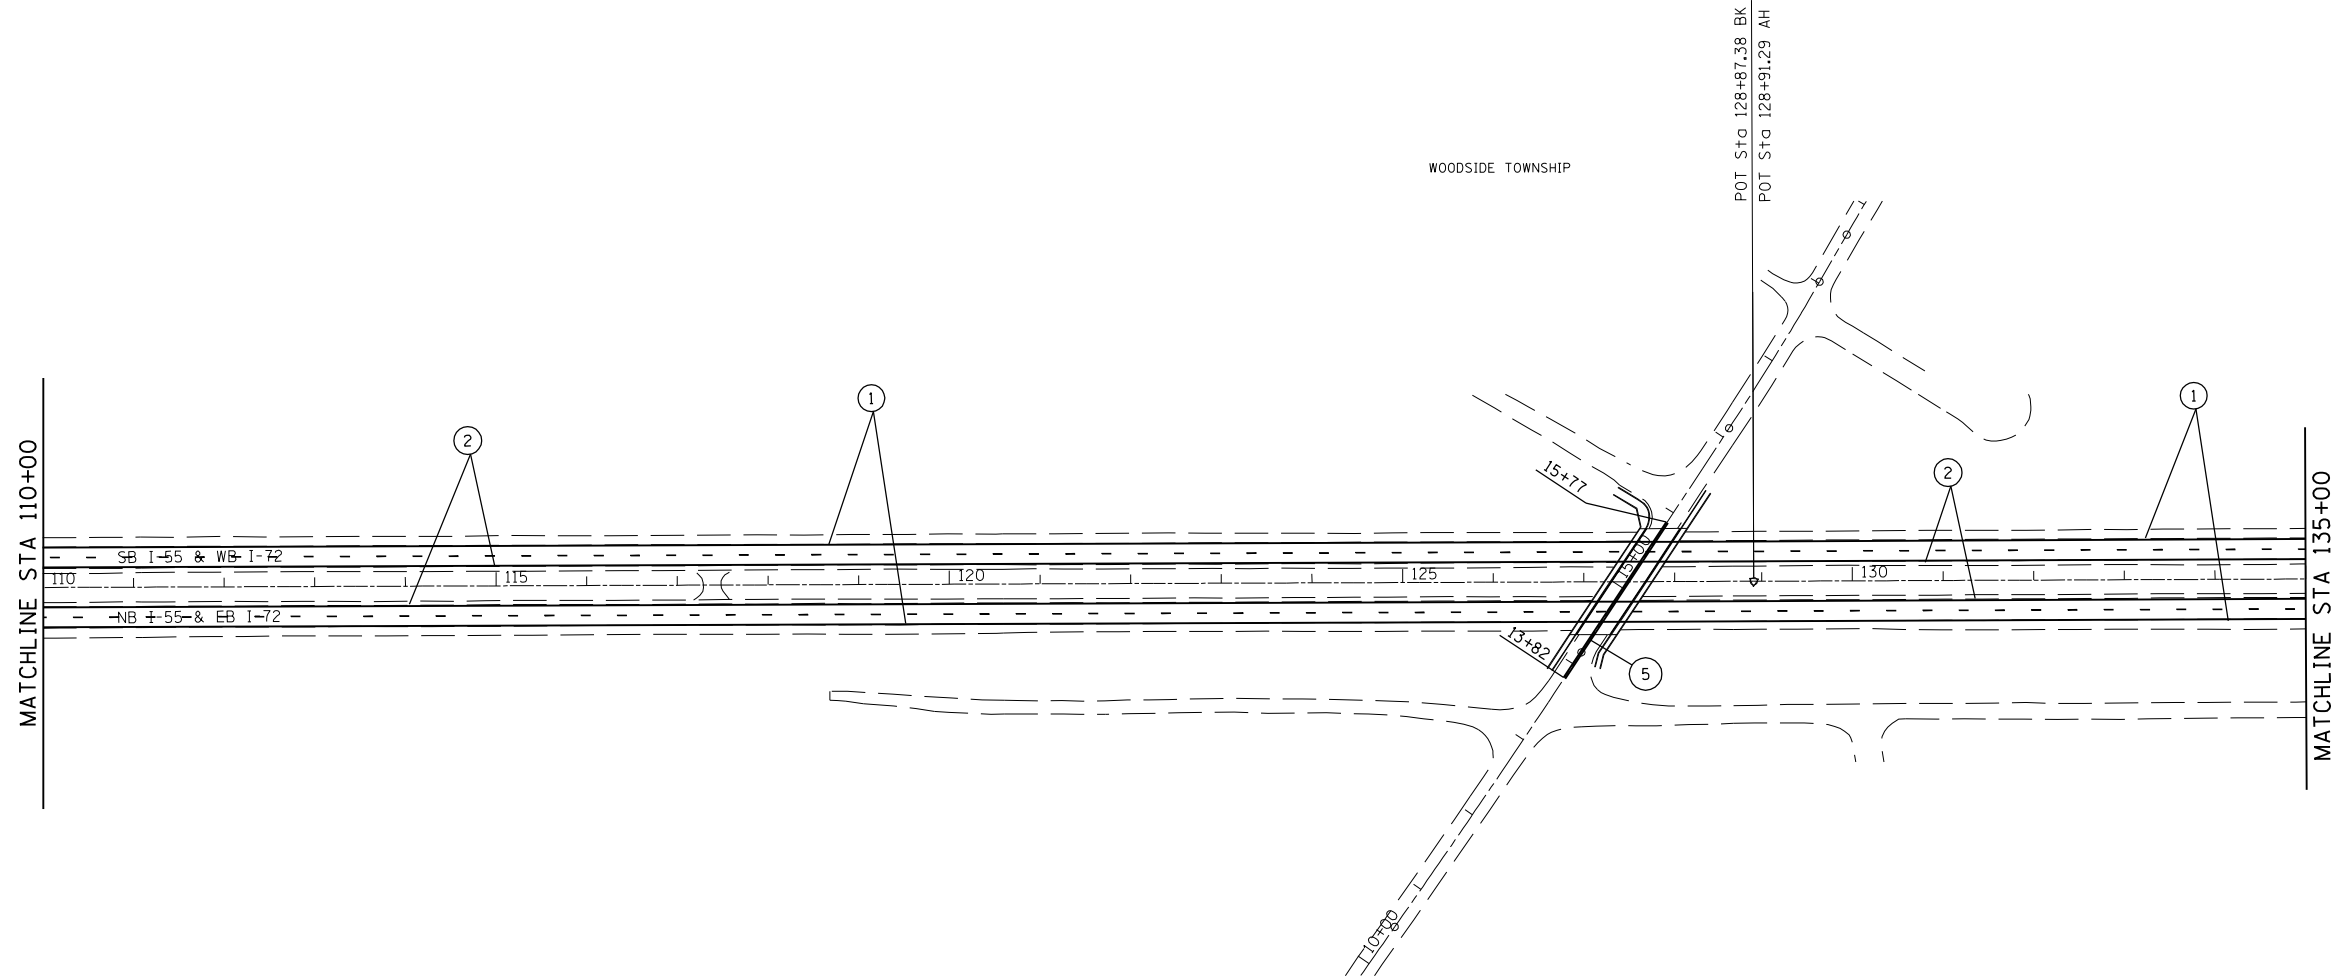 POT Sta 128+87.38 BK
POT Sta 128+91.29 AH
WOODSIDE TOWNSHIP
1
1
2
2
15+77
MATCHLINE STA 110+00
MATCHLINE STA 135+00
SB I-55 & WB I-72
110
115
120
125
130
15+00
NB I-55 & EB I-72
13+82
5
10+00